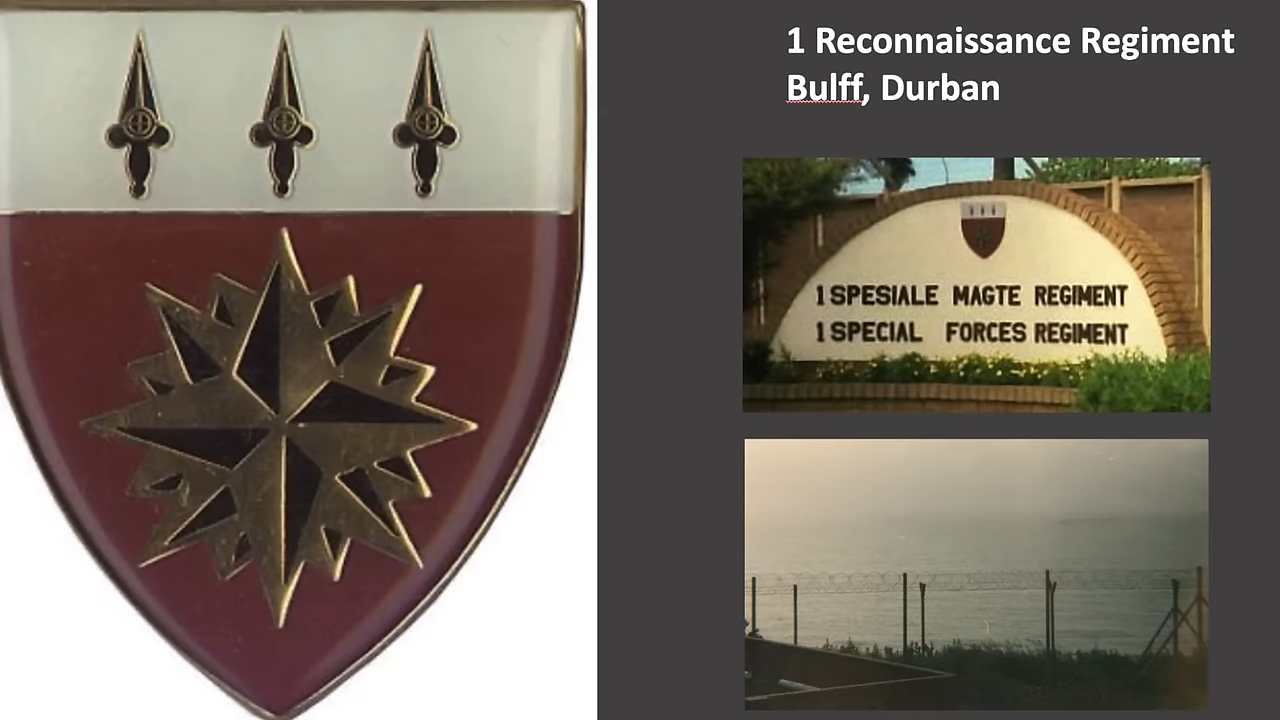 1 Reconnaissance Regiment
Bulff, Durban
1 SPESIALE MAGTE REGIMENT
1 SPECIAL FORCES REGIMENT